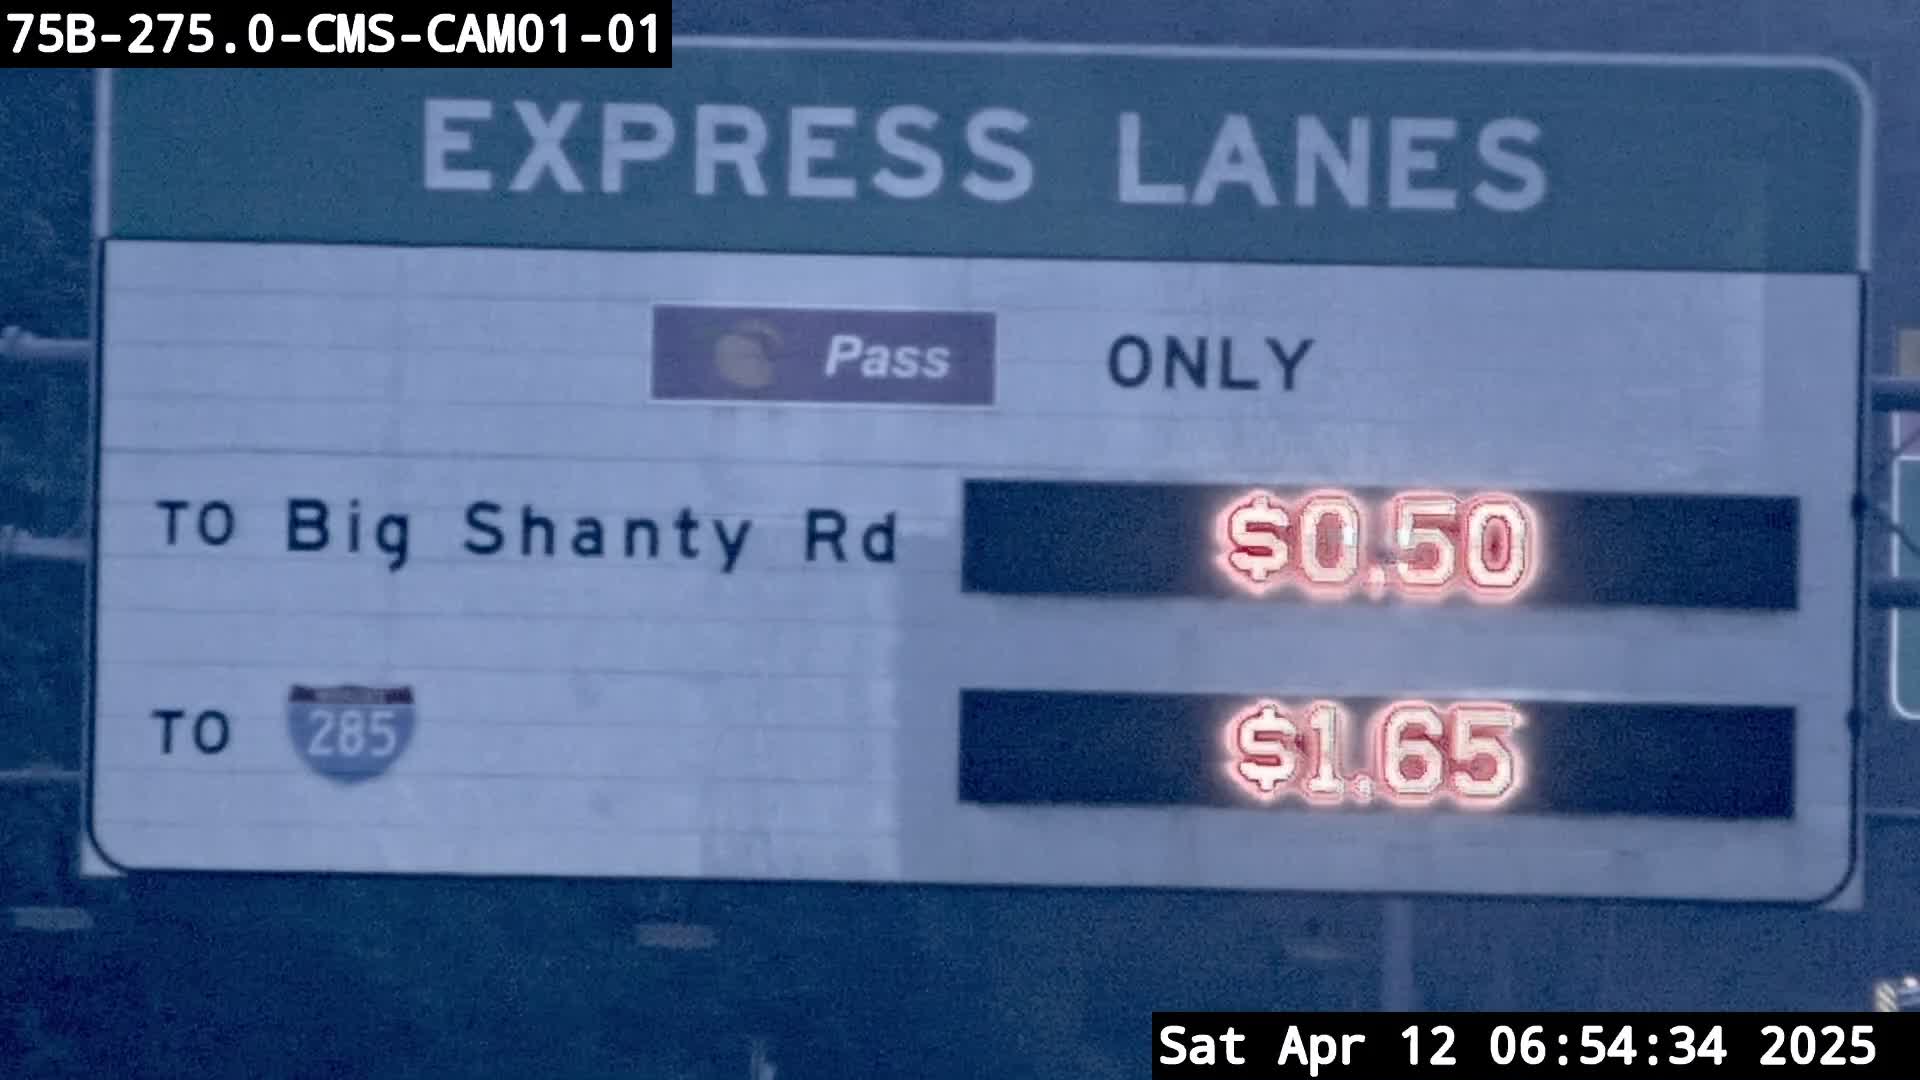 75B-275.0-CMS-CAM01-01
EXPRESS LANES
Pass ONLY
TO Big Shanty Rd $0.50
TO 285 $1.65
Sat Apr 12 06:54:34 2025